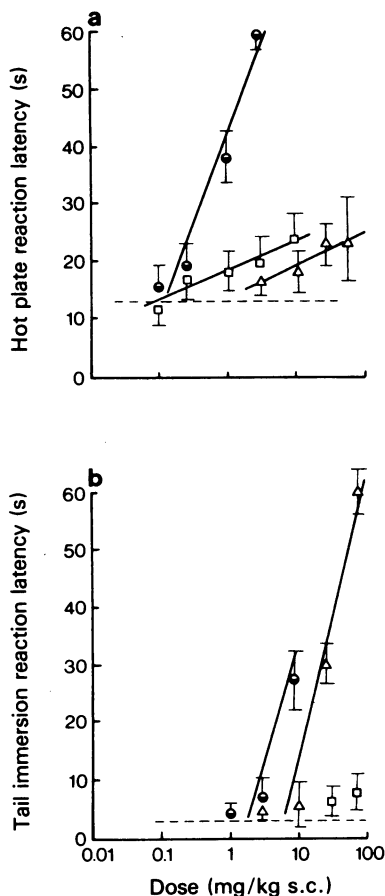 a
60
50
40
30
20
10
0
Hot plate reaction latency (s)
b
60
50
40
30
20
10
0
Tail immersion reaction latency (s)
0.01 0.1 1 10 100
Dose (mg/kg s.c.)